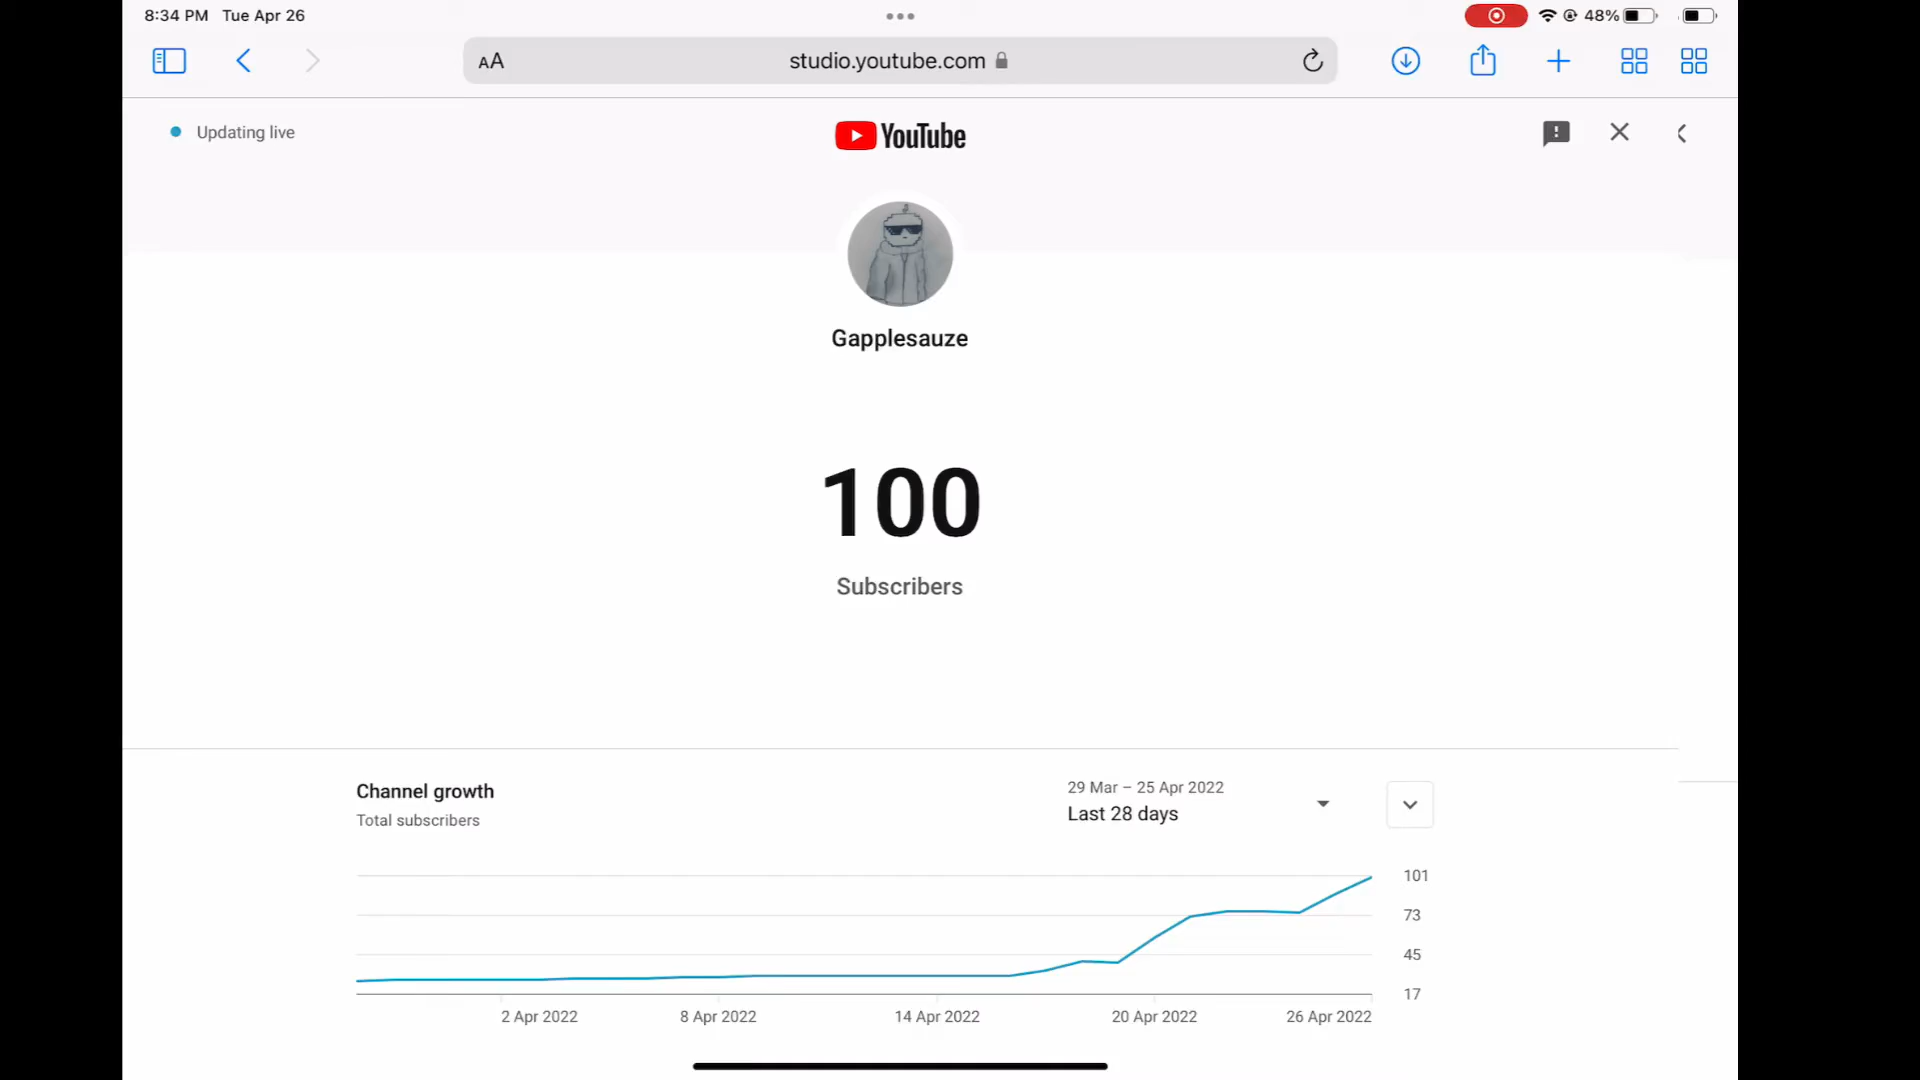 8:34 PM Tue Apr 26
48%
AA studio.youtube.com
Updating live
YouTube
Gapplesauze
100
Subscribers
Channel growth
Total subscribers
29 Mar – 25 Apr 2022
Last 28 days
101
73
45
17
2 Apr 2022 8 Apr 2022 14 Apr 2022 20 Apr 2022 26 Apr 2022